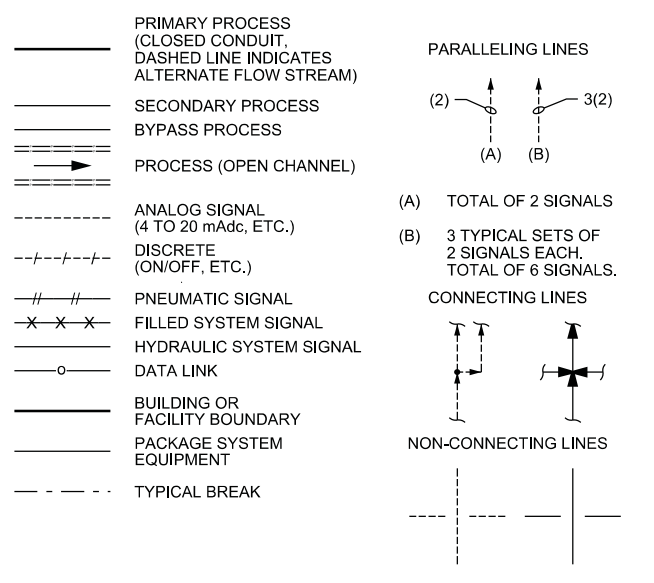 PRIMARY PROCESS
(CLOSED CONDUIT,
DASHED LINE INDICATES
ALTERNATE FLOW STREAM)
SECONDARY PROCESS
BYPASS PROCESS
PROCESS (OPEN CHANNEL)
ANALOG SIGNAL
(4 TO 20 mAdc, ETC.)
DISCRETE
(ON/OFF, ETC.)
PNEUMATIC SIGNAL
FILLED SYSTEM SIGNAL
HYDRAULIC SYSTEM SIGNAL
DATA LINK
BUILDING OR
FACILITY BOUNDARY
PACKAGE SYSTEM
EQUIPMENT
TYPICAL BREAK
PARALLELING LINES
(2) 3(2)
(A) (B)
(A) TOTAL OF 2 SIGNALS
(B) 3 TYPICAL SETS OF
2 SIGNALS EACH.
TOTAL OF 6 SIGNALS.
CONNECTING LINES
NON-CONNECTING LINES